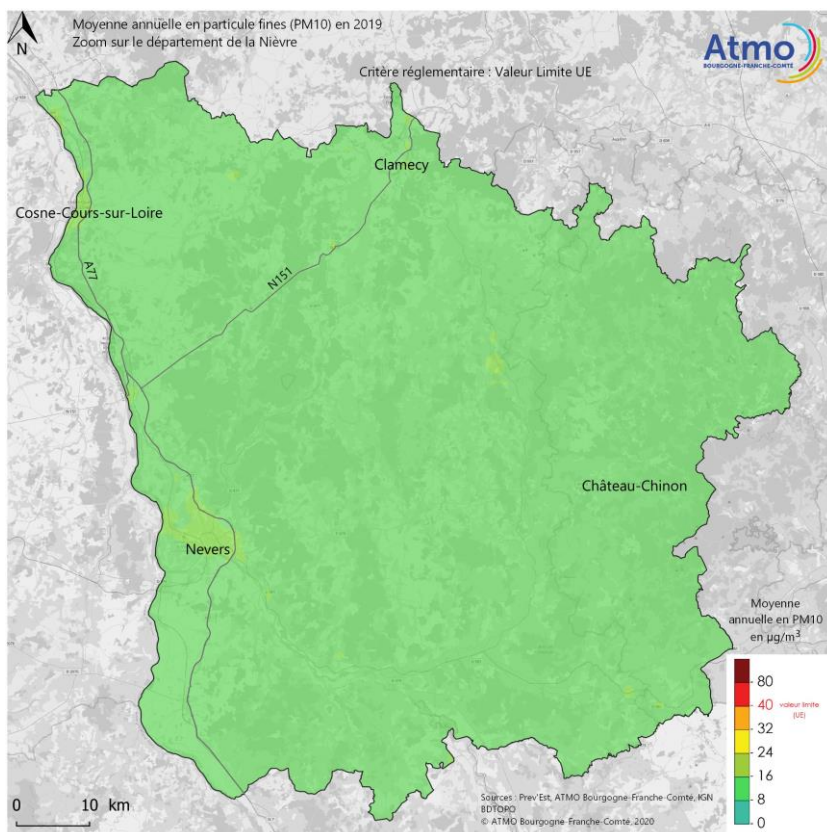 Moyenne annuelle en particule fines (PM10) en 2019
Zoom sur le département de la Nièvre
N
Atmo
BOURGOGNE-FRANCHE-COMTÉ
Critère réglementaire : Valeur Limite UE
Clamecy
Cosne-Cours-sur-Loire
A77
N151
Château-Chinon
Nevers
Moyenne
annuelle en PM10
en µg/m³
80
40 valeur limite
(UE)
32
24
16
8
0
0 10 km
Sources : Prev'Est, ATMO Bourgogne-Franche-Comté, IGN
BDTOPO
© ATMO Bourgogne-Franche-Comté, 2020